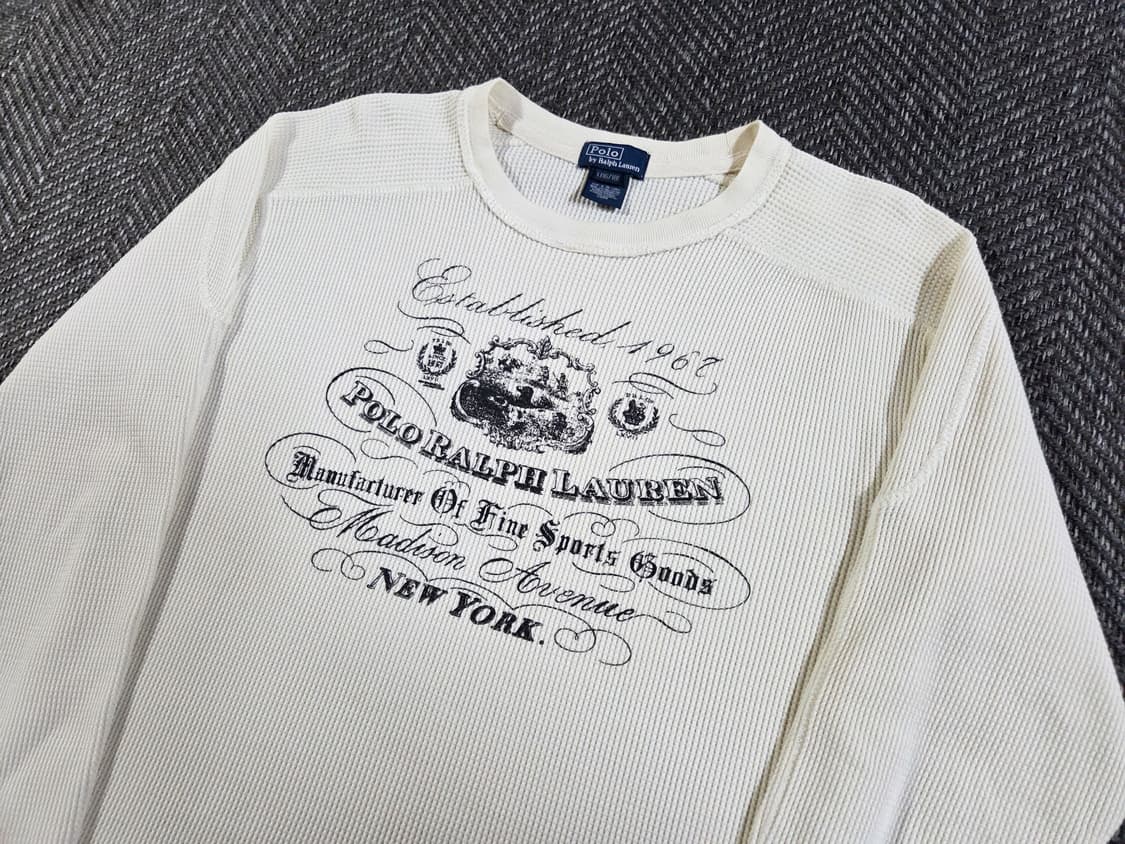 Polo
by Ralph Lauren
Established, 1967
POLO RALPH LAUREN
Manufacturer Of Fine Sports Goods
Madison Avenue
NEW YORK.